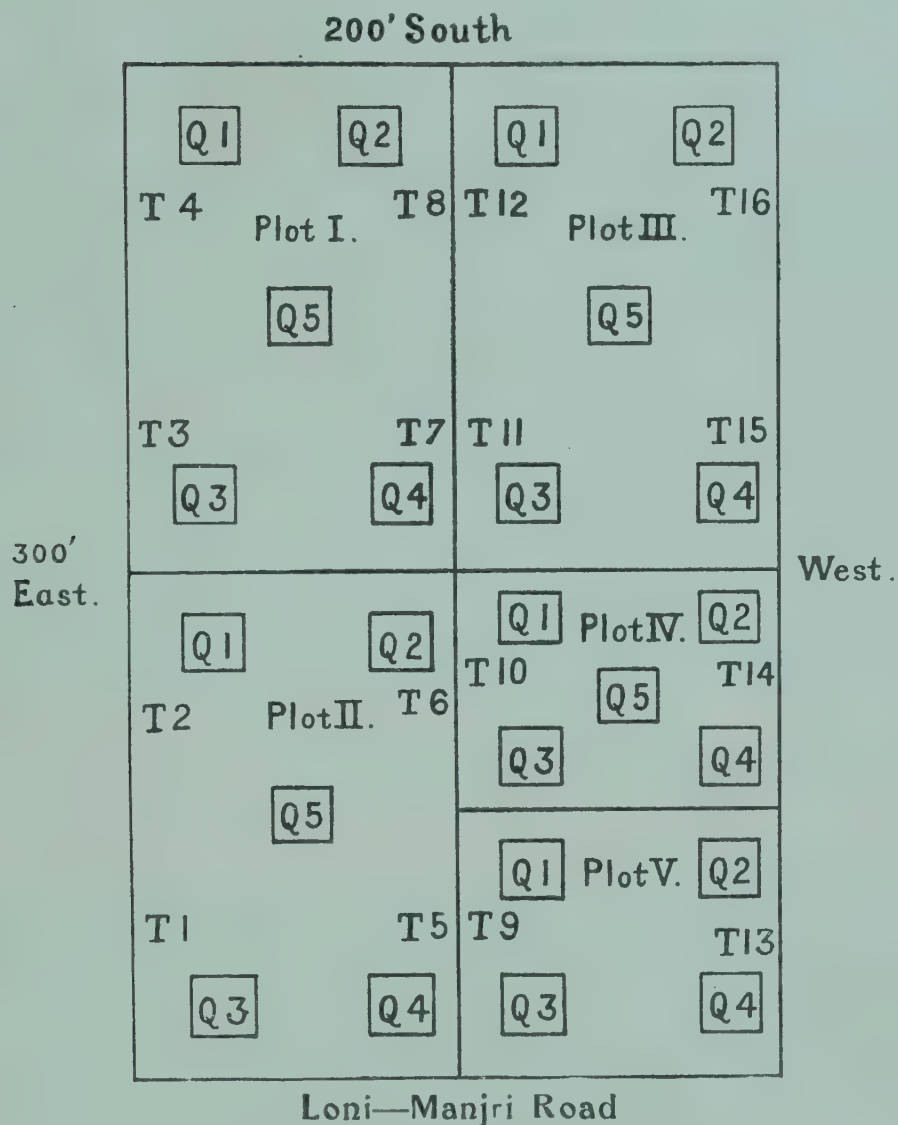 200' South
Q1 Q2 Q1 Q2
T 4 T8 T12 T16
Plot I. Plot III.
Q5 Q5
T3 T7 T11 T15
Q3 Q4 Q3 Q4
300'
East.
West.
Q1 Q2 Q1 Plot IV. Q2
T2 Plot II. T6 T10 Q5 T14
Q3 Q4
Q5
Q1 Plot V. Q2
T1 T5 T9 T13
Q3 Q4 Q3 Q4
Loni—Manjri Road